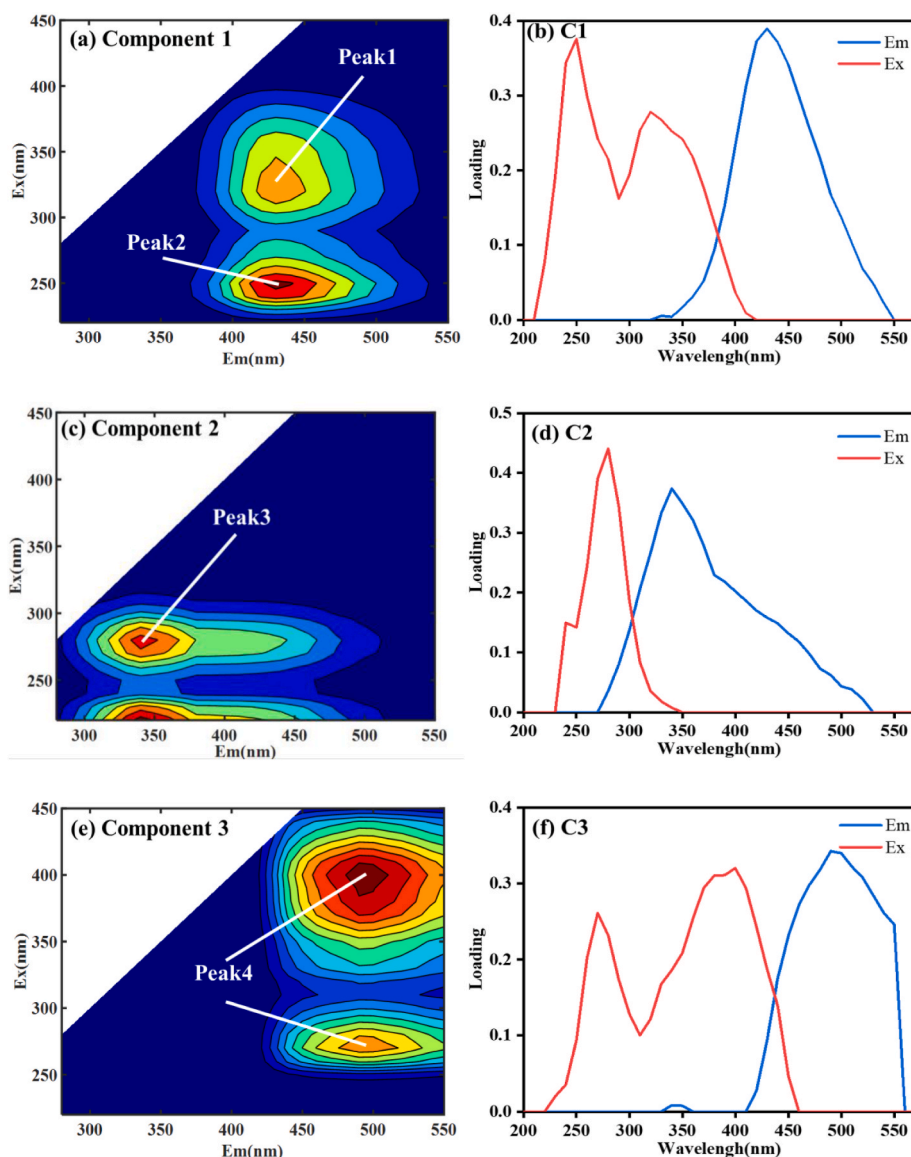 (a) Component 1
Peak1
Peak2
450
400
350
300
250
Ex(nm)
300 350 400 450 500 550
Em(nm)
(b) C1
Em
Ex
0.4
0.3
0.2
0.1
0.0
Loading
200 250 300 350 400 450 500 550
Wavelengh(nm)
(c) Component 2
Peak3
450
400
350
300
250
Ex(nm)
300 350 400 450 500 550
Em(nm)
(d) C2
Em
Ex
0.5
0.4
0.3
0.2
0.1
0.0
Loading
200 250 300 350 400 450 500 550
Wavelengh(nm)
(e) Component 3
Peak4
450
400
350
300
250
Ex(nm)
300 350 400 450 500 550
Em(nm)
(f) C3
Em
Ex
0.4
0.3
0.2
0.1
0.0
Loading
200 250 300 350 400 450 500 550
Wavelengh(nm)